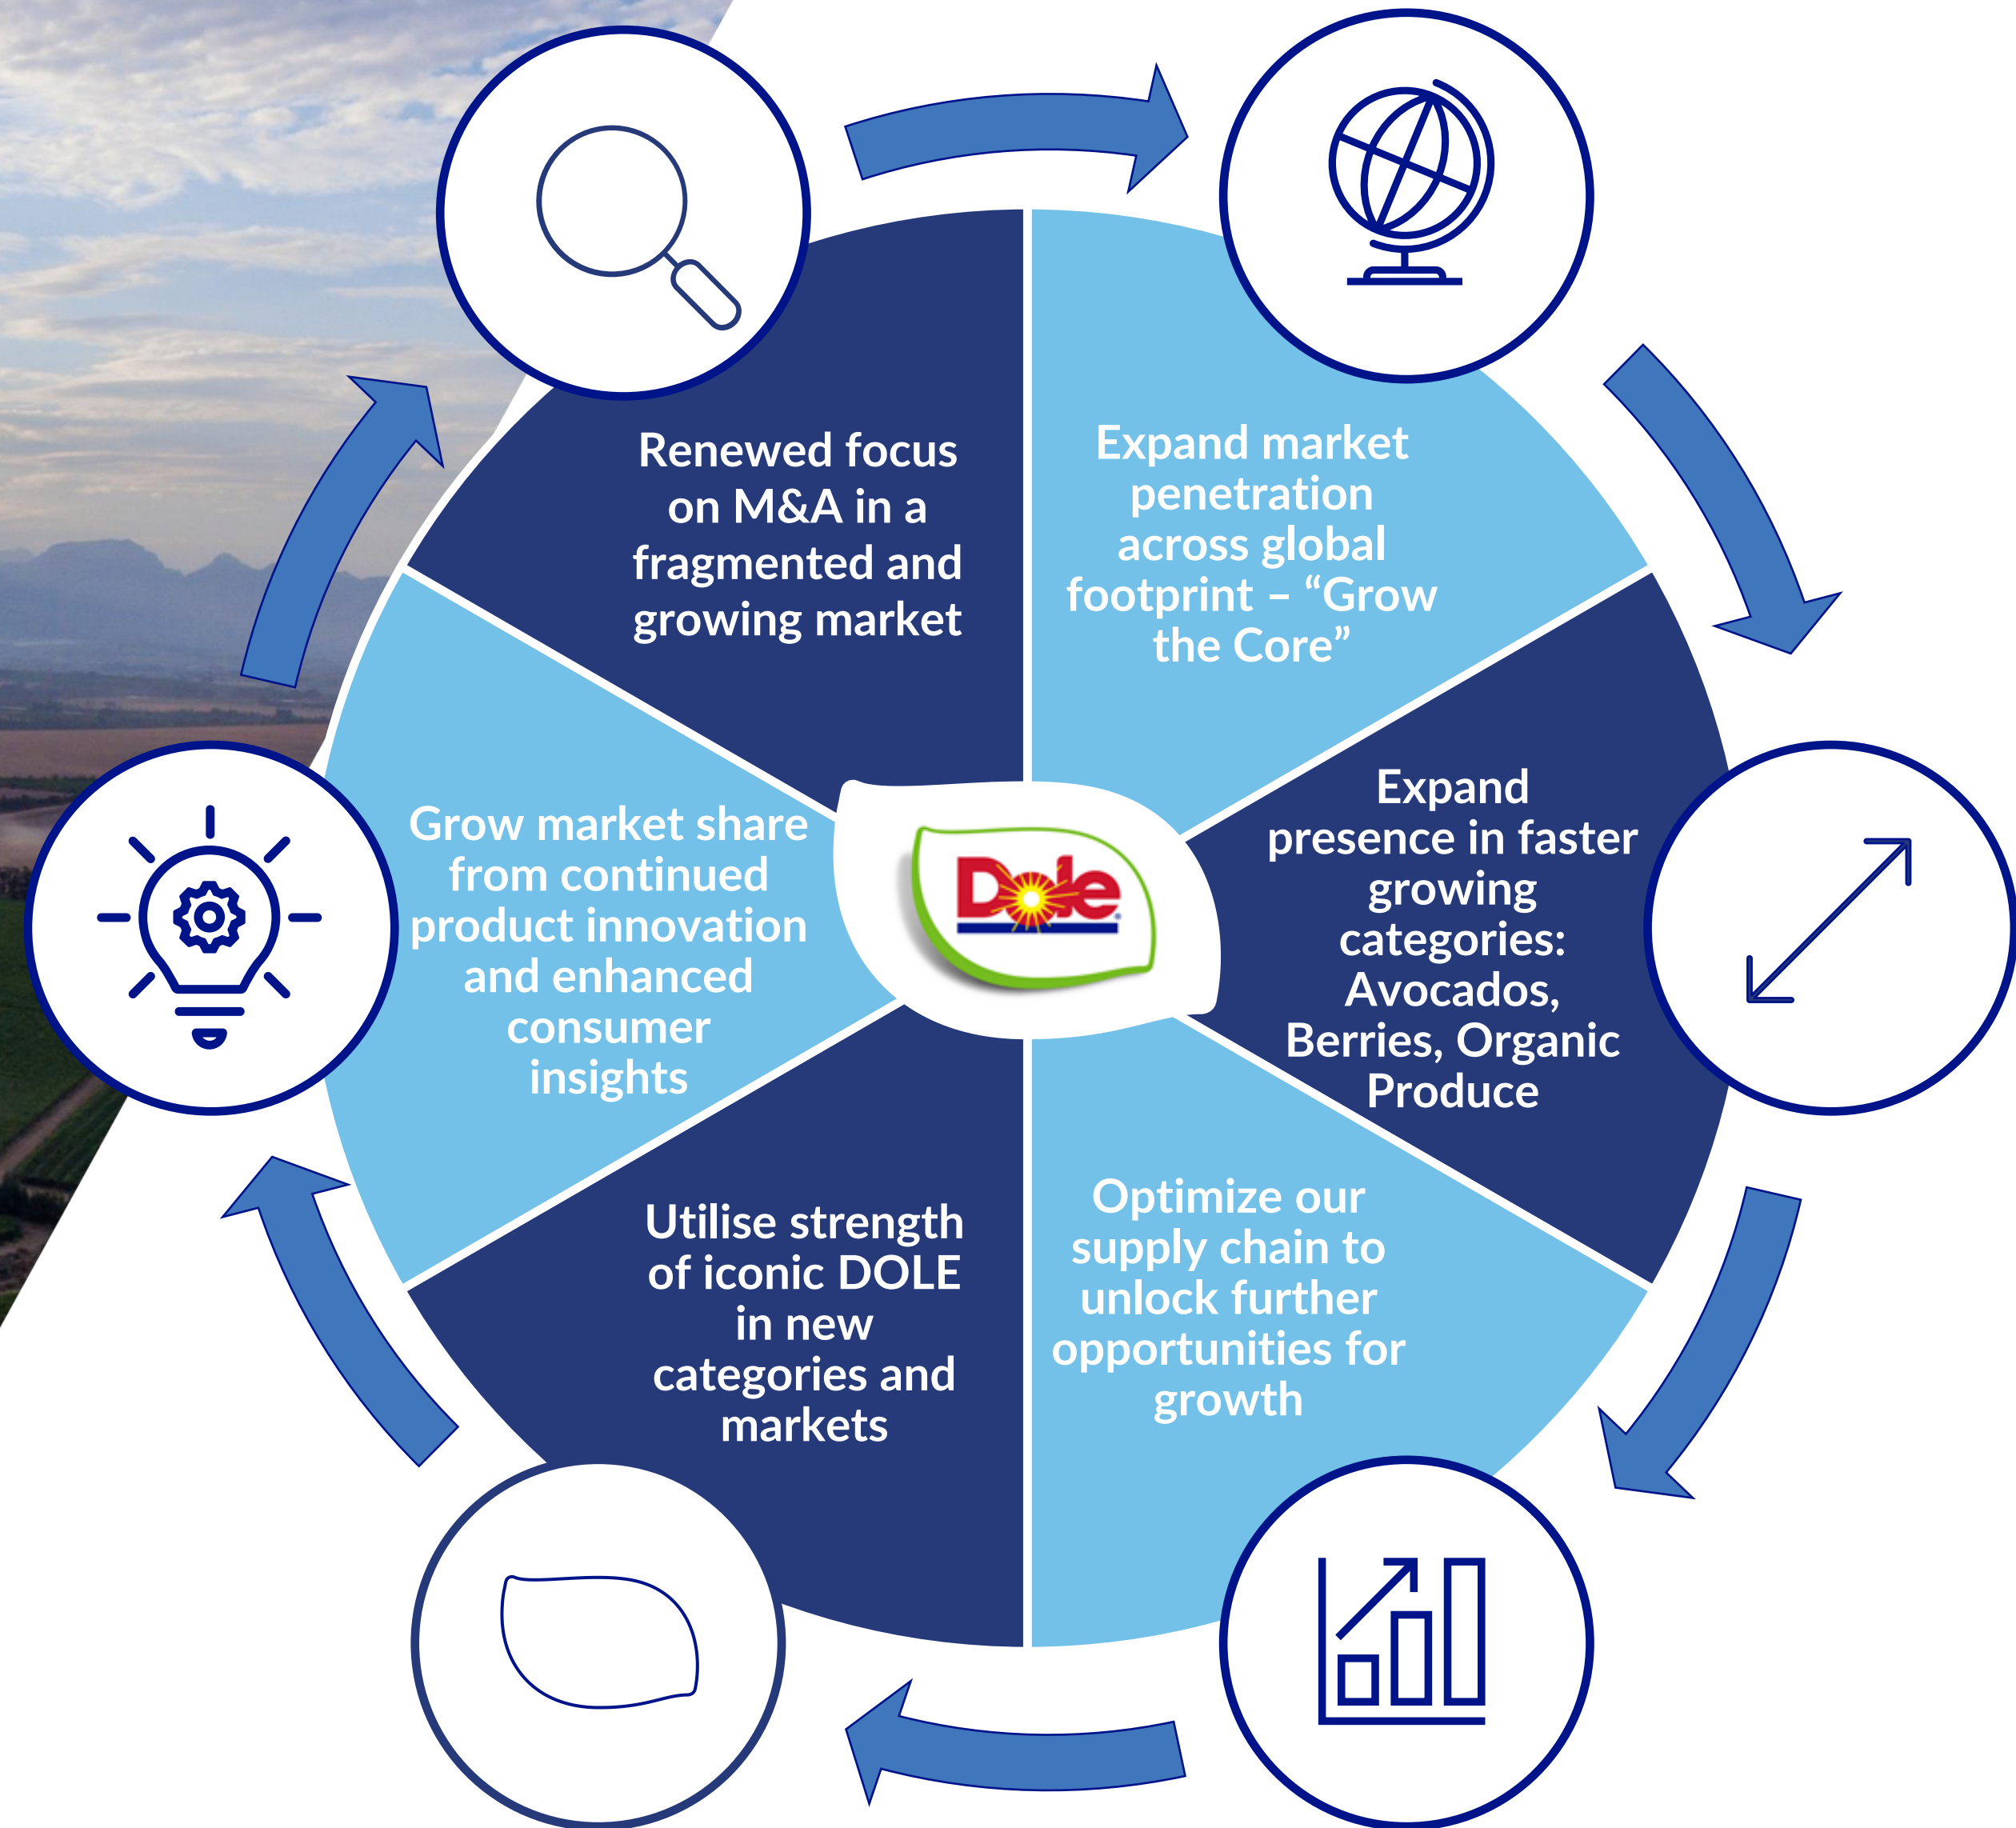 Renewed focus
on M&A in a
fragmented and
growing market
Expand market
penetration
across global
footprint – “Grow
the Core”
Expand
presence in faster
growing
categories:
Avocados,
Berries, Organic
Produce
Optimize our
supply chain to
unlock further
opportunities for
growth
Utilise strength
of iconic DOLE
in new
categories and
markets
Grow market share
from continued
product innovation
and enhanced
consumer
insights
Dole®